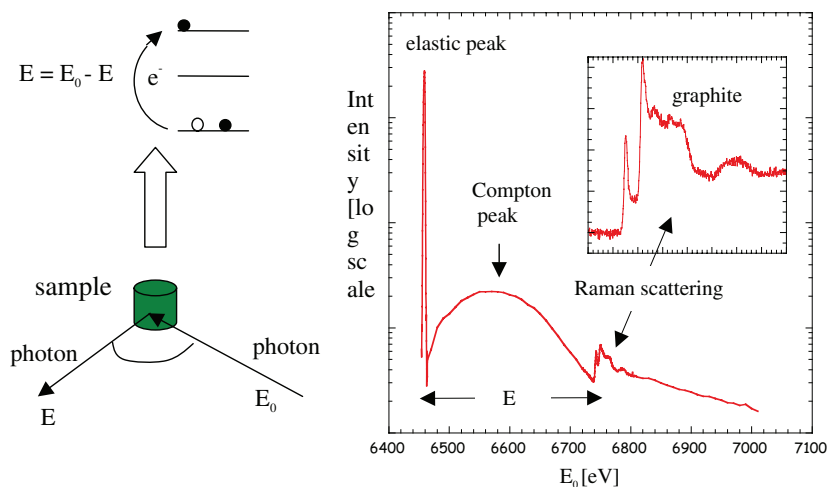 E = E₀ - E
e⁻
sample
photon
photon
E
E₀
elastic peak
Int
en
sit
y
[lo
g
sc
ale
Compton
peak
graphite
Raman scattering
E
6400 6500 6600 6700 6800 6900 7000 7100
E₀ [eV]